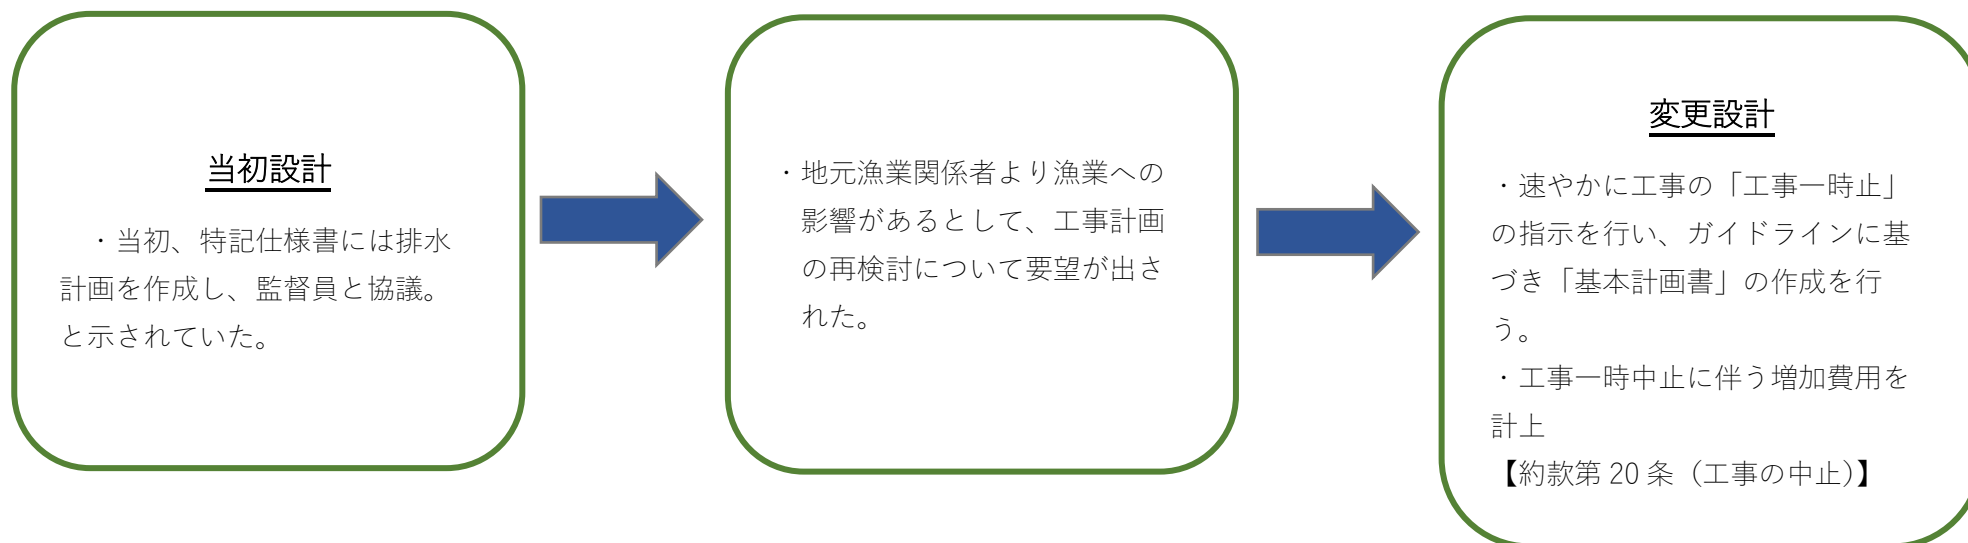 当初設計
・当初、特記仕様書には排水
計画を作成し、監督員と協議。
と示されていた。
・地元漁業関係者より漁業への
影響があるとして、工事計画
の再検討について要望が出さ
れた。
変更設計
・速やかに工事の「工事一時止」
の指示を行い、ガイドラインに基
づき「基本計画書」の作成を行
う。
・工事一時中止に伴う増加費用を
計上
【約款第 20 条（工事の中止）】